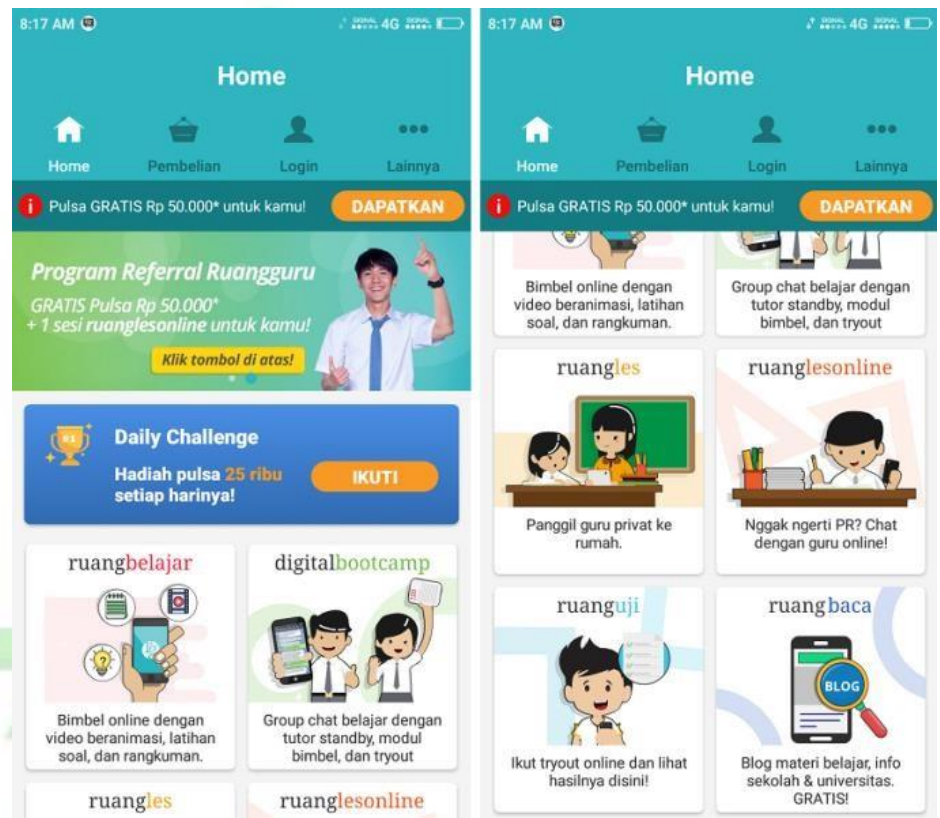 8:17 AM
SIGNAL 4G SIGNAL
Home
Home
Pembelian
Login
Lainnya
Pulsa GRATIS Rp 50.000* untuk kamu!
DAPATKAN
Program Referral Ruangguru
GRATIS Pulsa Rp 50.000*
+ 1 sesi ruanglesonline untuk kamu!
Klik tombol di atas!
#1
Daily Challenge
Hadiah pulsa 25 ribu
setiap harinya!
IKUTI
ruangbelajar
Bimbel online dengan
video beranimasi, latihan
soal, dan rangkuman.
digitalbootcamp
Group chat belajar dengan
tutor standby, modul
bimbel, dan tryout
ruangles
ruanglesonline
8:17 AM
SIGNAL 4G SIGNAL
Home
Home
Pembelian
Login
Lainnya
Pulsa GRATIS Rp 50.000* untuk kamu!
DAPATKAN
Bimbel online dengan
video beranimasi, latihan
soal, dan rangkuman.
Group chat belajar dengan
tutor standby, modul
bimbel, dan tryout
ruangles
Panggil guru privat ke
rumah.
ruanglesonline
Nggak ngerti PR? Chat
dengan guru online!
ruanguji
Ikut tryout online dan lihat
hasilnya disini!
ruangbaca
BLOG
Blog materi belajar, info
sekolah & universitas.
GRATIS!